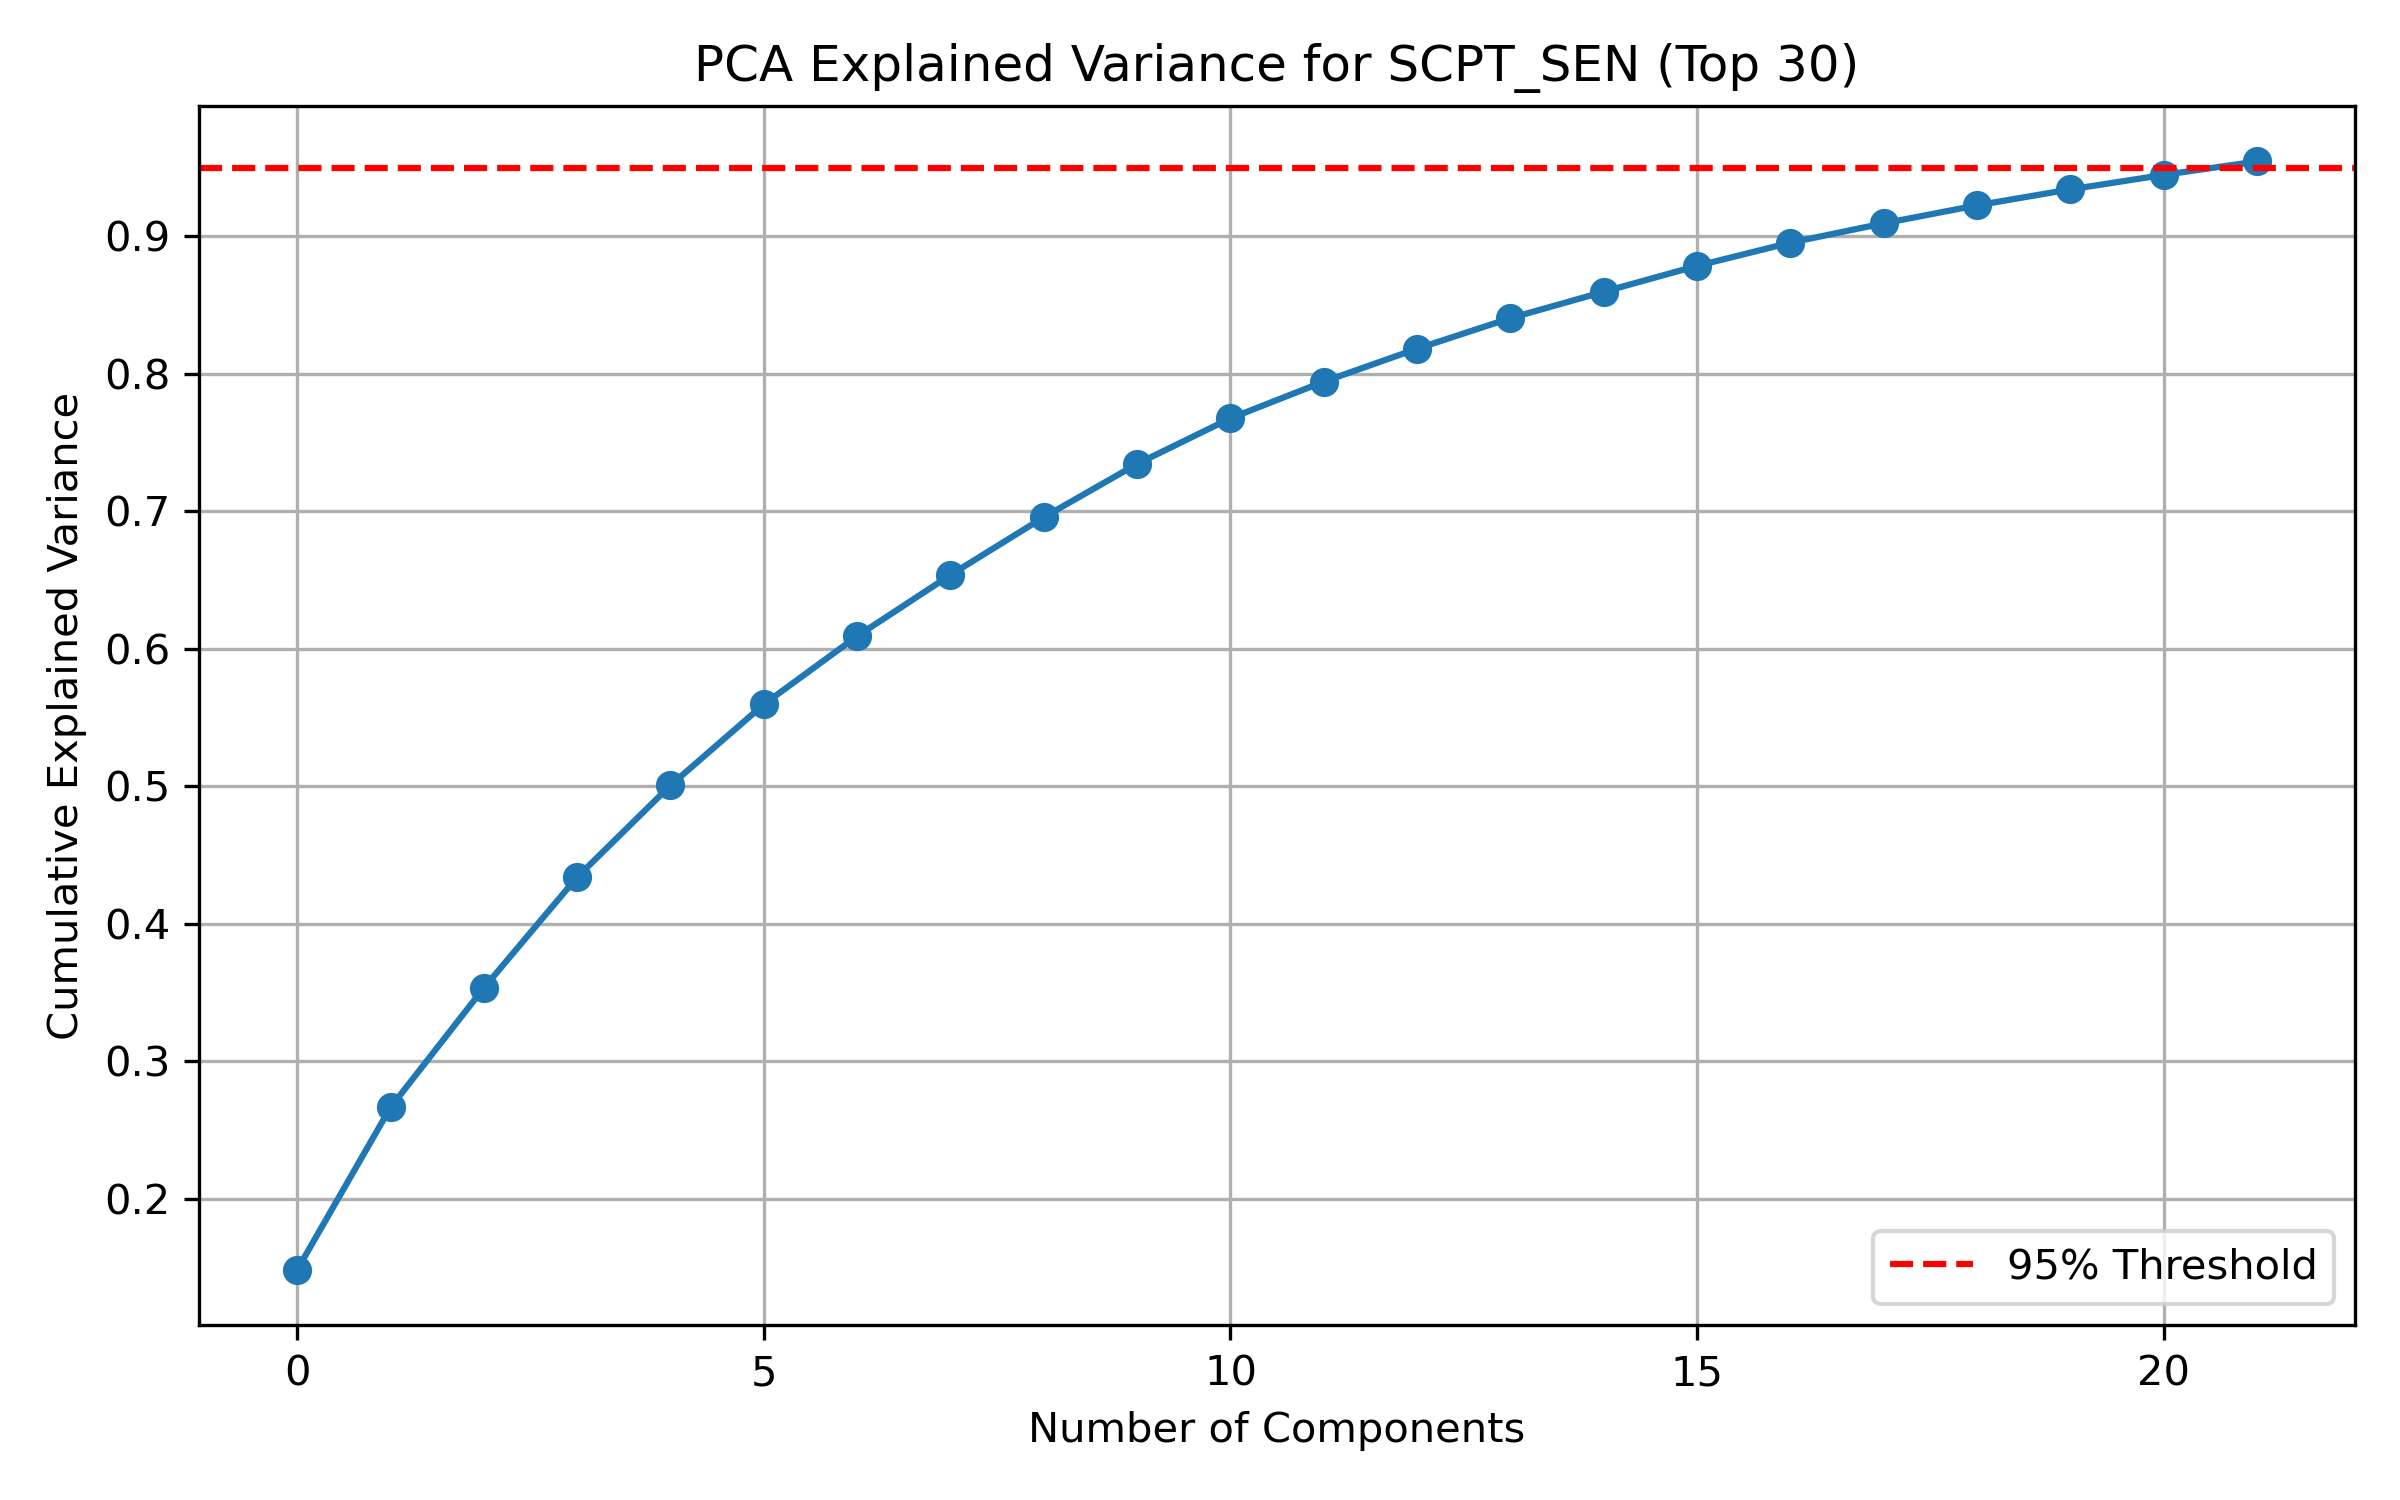 PCA Explained Variance for SCPT_SEN (Top 30)
Cumulative Explained Variance
0.9
0.8
0.7
0.6
0.5
0.4
0.3
0.2
95% Threshold
0 5 10 15 20
Number of Components